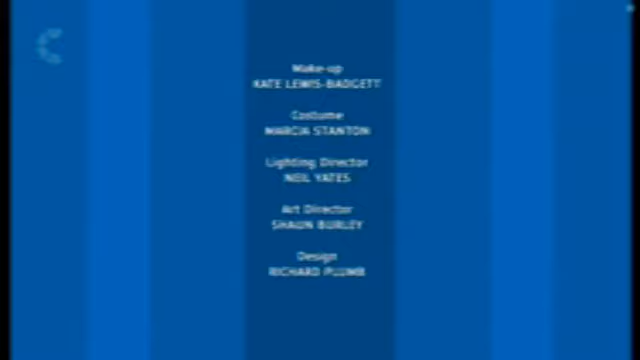 Make-up
KATE LEWIS-BADGETT
Costume
MARCIA STANTON
Lighting Director
NEIL YATES
Art Director
SHAUN BURLEY
Design
RICHARD PLUMB